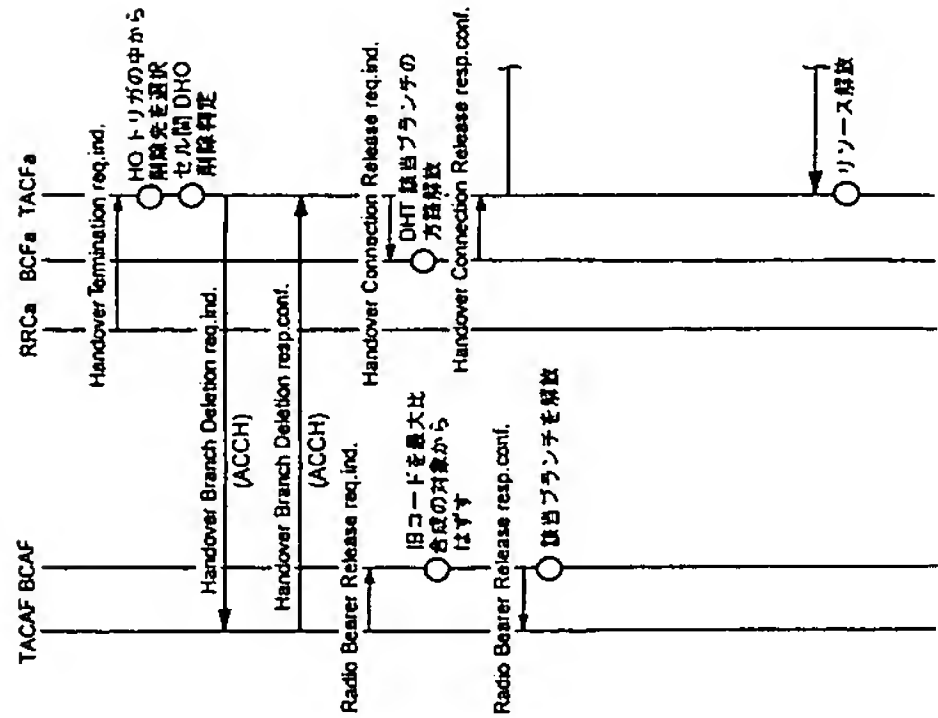 TACAF BCAF
RRCa BCFa TACFa
Handover Termination req.ind.
HO トリガの中から
削除先を選択
セル間 DHO
削除判定
Handover Branch Deletion req.ind.
(ACCH)
Handover Branch Deletion resp.conf.
(ACCH)
Radio Bearer Release req.ind.
Handover Connection Release req.ind.
旧コードを最大比
合成の対象から
はずす
DHT 該当ブランチの
方路解放
Handover Connection Release resp.conf.
Radio Bearer Release resp.conf.
該当ブランチを解放
リソース解放